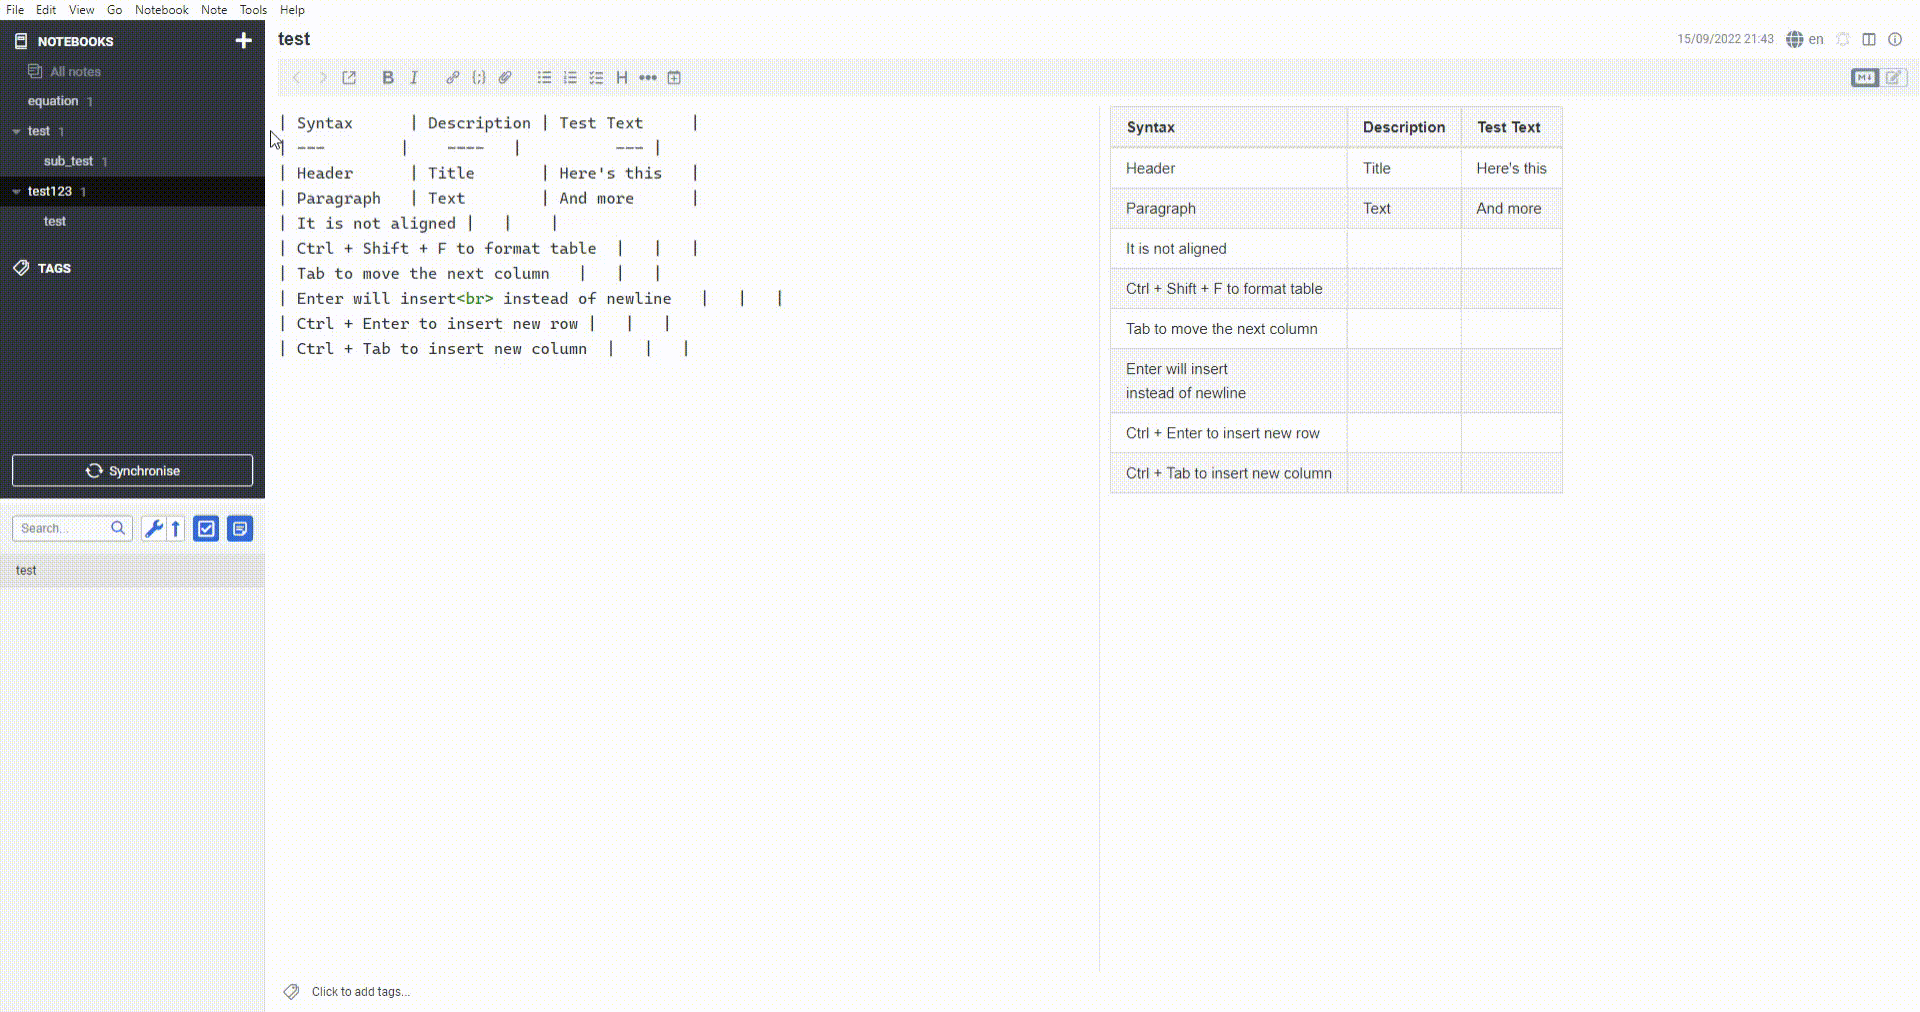 File Edit View Go Notebook Note Tools Help
NOTEBOOKS
All notes
equation 1
test 1
sub_test 1
test123 1
test
TAGS
Synchronise
Search...
test
test
15/09/2022 21:43 en
B I {;} H M↓
| Syntax | Description | Test Text |
| --- | ---- | --- |
| Header | Title | Here's this |
| Paragraph | Text | And more |
| It is not aligned | | |
| Ctrl + Shift + F to format table | | |
| Tab to move the next column | | |
| Enter will insert<br> instead of newline | | |
| Ctrl + Enter to insert new row | | |
| Ctrl + Tab to insert new column | | |
Syntax Description Test Text
Header Title Here's this
Paragraph Text And more
It is not aligned
Ctrl + Shift + F to format table
Tab to move the next column
Enter will insert
instead of newline
Ctrl + Enter to insert new row
Ctrl + Tab to insert new column
Click to add tags...